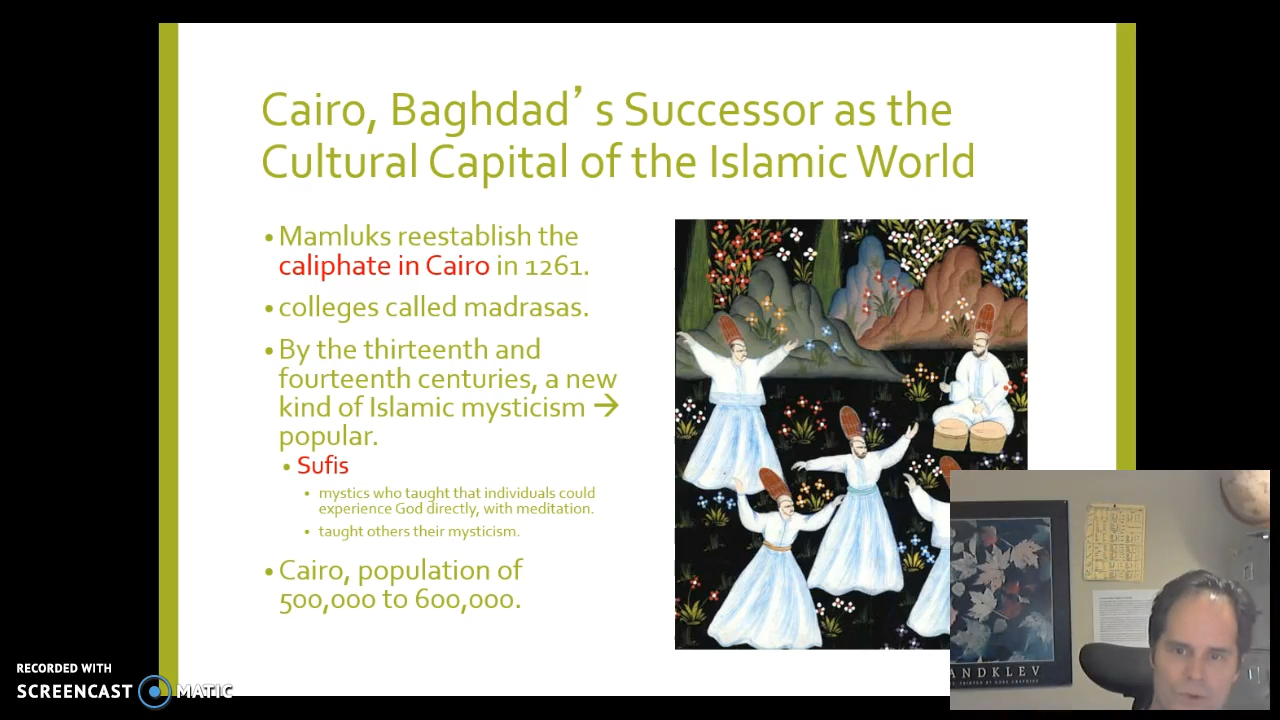 Cairo, Baghdad’ s Successor as the
Cultural Capital of the Islamic World
• Mamluks reestablish the
caliphate in Cairo in 1261.
• colleges called madrasas.
• By the thirteenth and
fourteenth centuries, a new
kind of Islamic mysticism →
popular.
• Sufis
• mystics who taught that individuals could
experience God directly, with meditation.
• taught others their mysticism.
• Cairo, population of
500,000 to 600,000.
ANDKLEV
RECORDED WITH
SCREENCAST MATIC